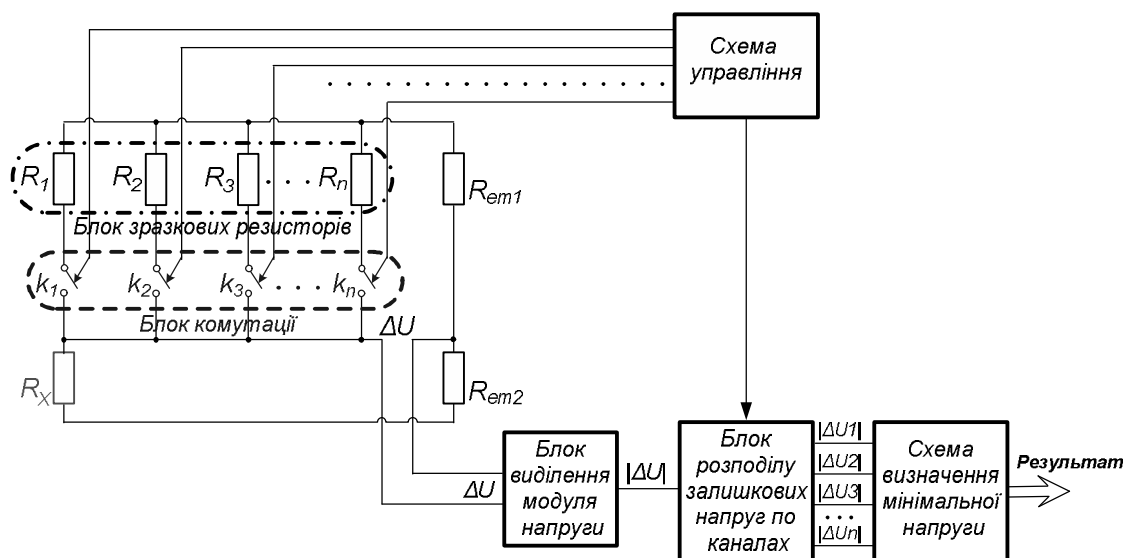 Схема
управління
R1 R2 R3 . . . Rn
Rem1
Блок зразкових резисторів
k1 k2 k3 . . . kn
Блок комутації
ΔU
RX
Rem2
Блок
виділення
модуля
напруги
ΔU
|ΔU|
Блок
розподілу
залишкових
напруг по
каналах
|ΔU1|
|ΔU2|
|ΔU3|
. . .
|ΔUn|
Схема
визначення
мінімальної
напруги
Результат